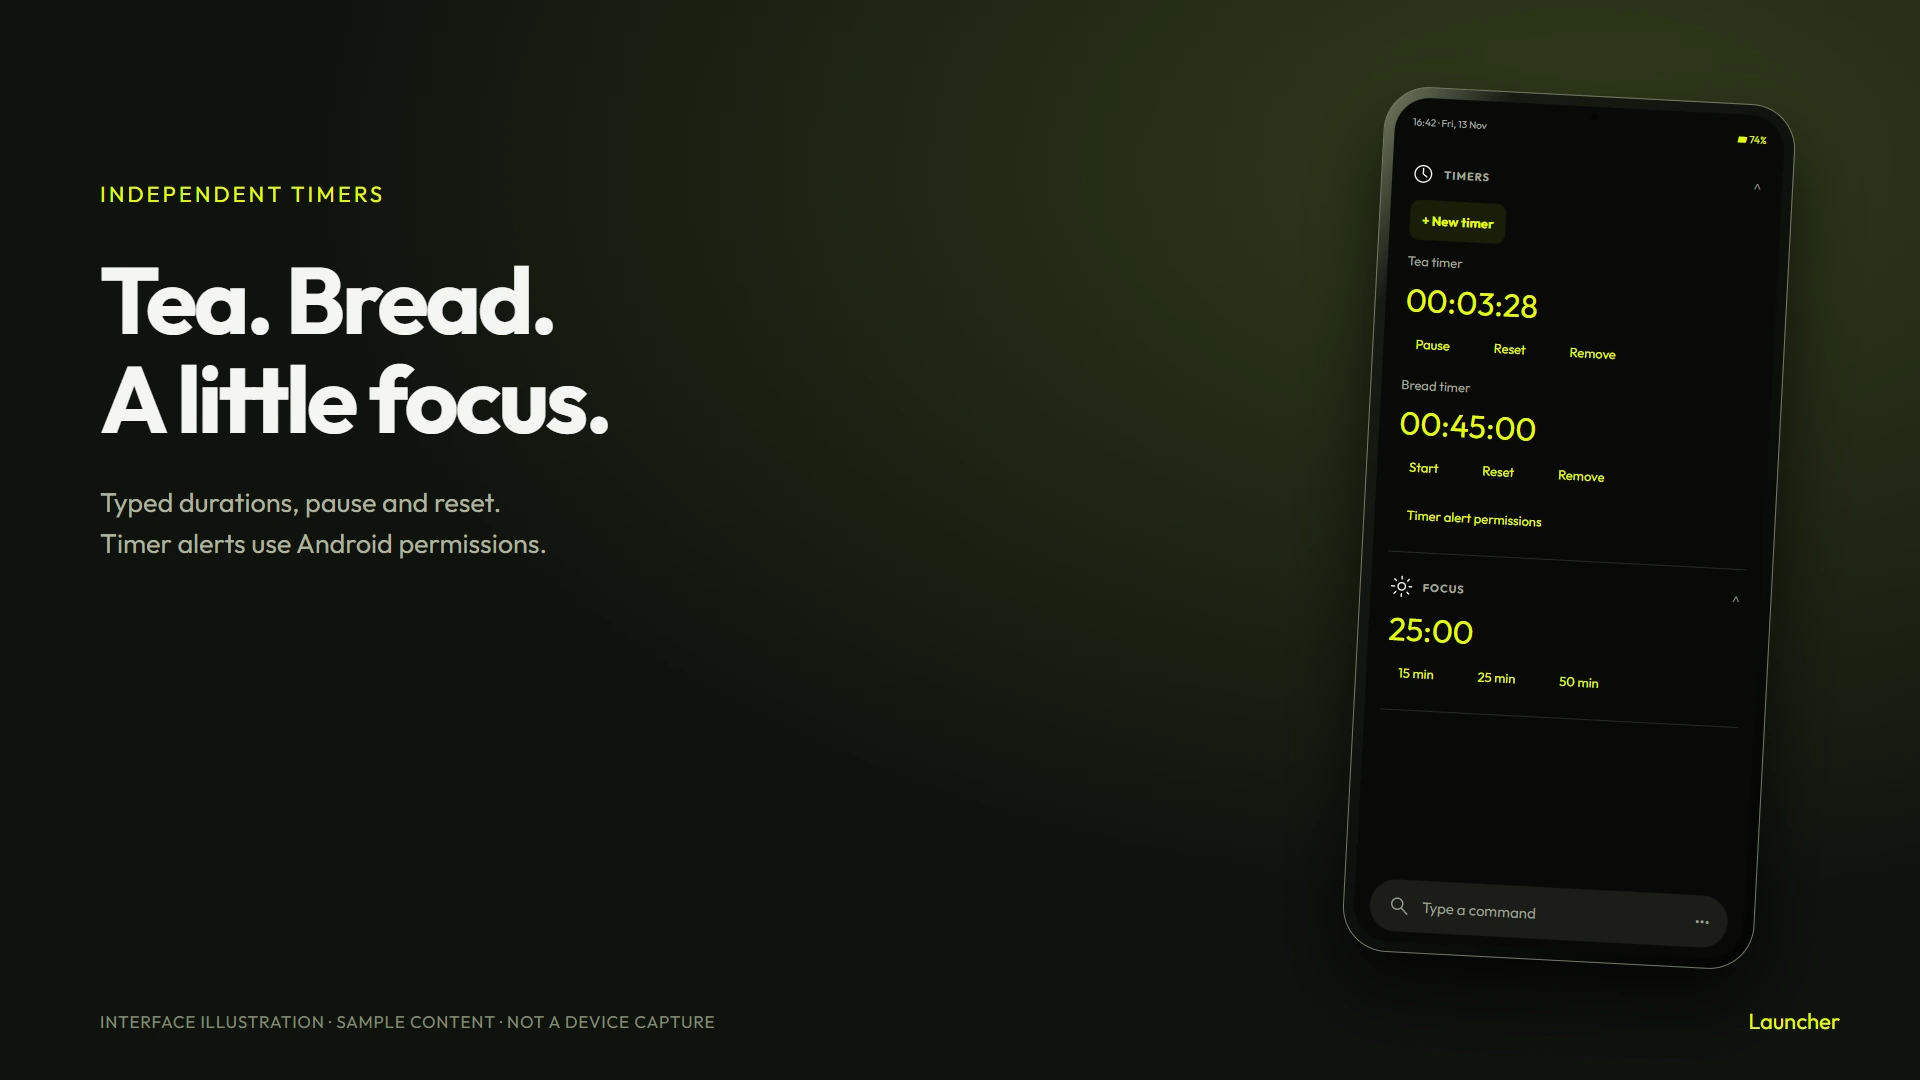 INDEPENDENT TIMERS
Tea. Bread.
A little focus.
Typed durations, pause and reset.
Timer alerts use Android permissions.
16:42 · Fri, 13 Nov
74%
TIMERS
^
+ New timer
Tea timer
00:03:28
Pause Reset Remove
Bread timer
00:45:00
Start Reset Remove
Timer alert permissions
FOCUS
^
25:00
15 min 25 min 50 min
Type a command
...
INTERFACE ILLUSTRATION · SAMPLE CONTENT · NOT A DEVICE CAPTURE
Launcher